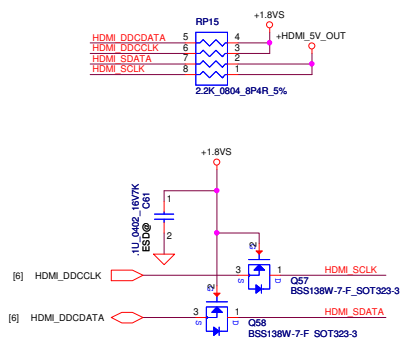 +1.8VS
RP15
+HDMI_5V_OUT
HDMI_DDCDATA 5 4
HDMI_DDCCLK 6 3
HDMI_SDATA 7 2
HDMI_SCLK 8 1
2.2K_0804_8P4R_5%
+1.8VS
.1U_0402_16V7K
ESD@
C61
1
2
2
[6] HDMI_DDCCLK 3 S D 1 HDMI_SCLK
Q57
BSS138W-7-F_SOT323-3
2
[6] HDMI_DDCDATA 3 S D 1 HDMI_SDATA
Q58
BSS138W-7-F_SOT323-3